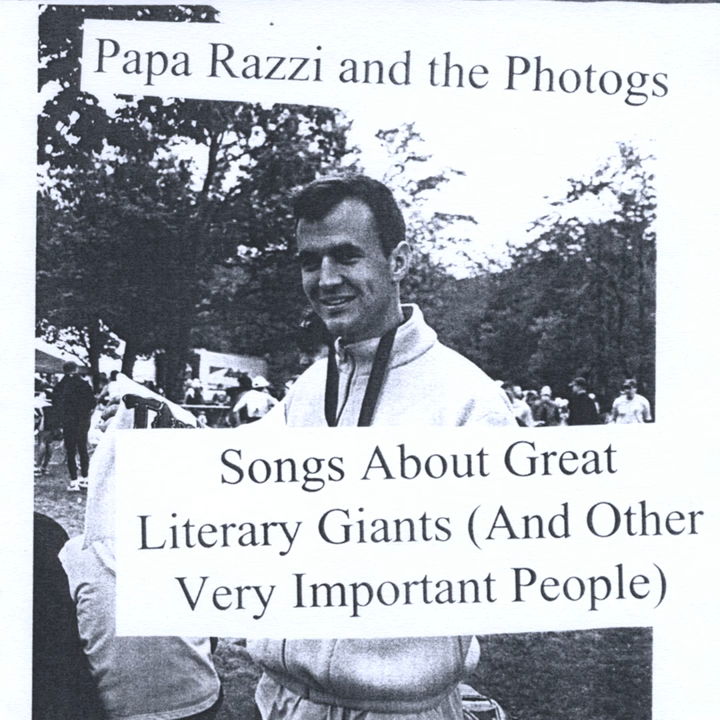 Papa Razzi and the Photogs
Songs About Great
Literary Giants (And Other
Very Important People)